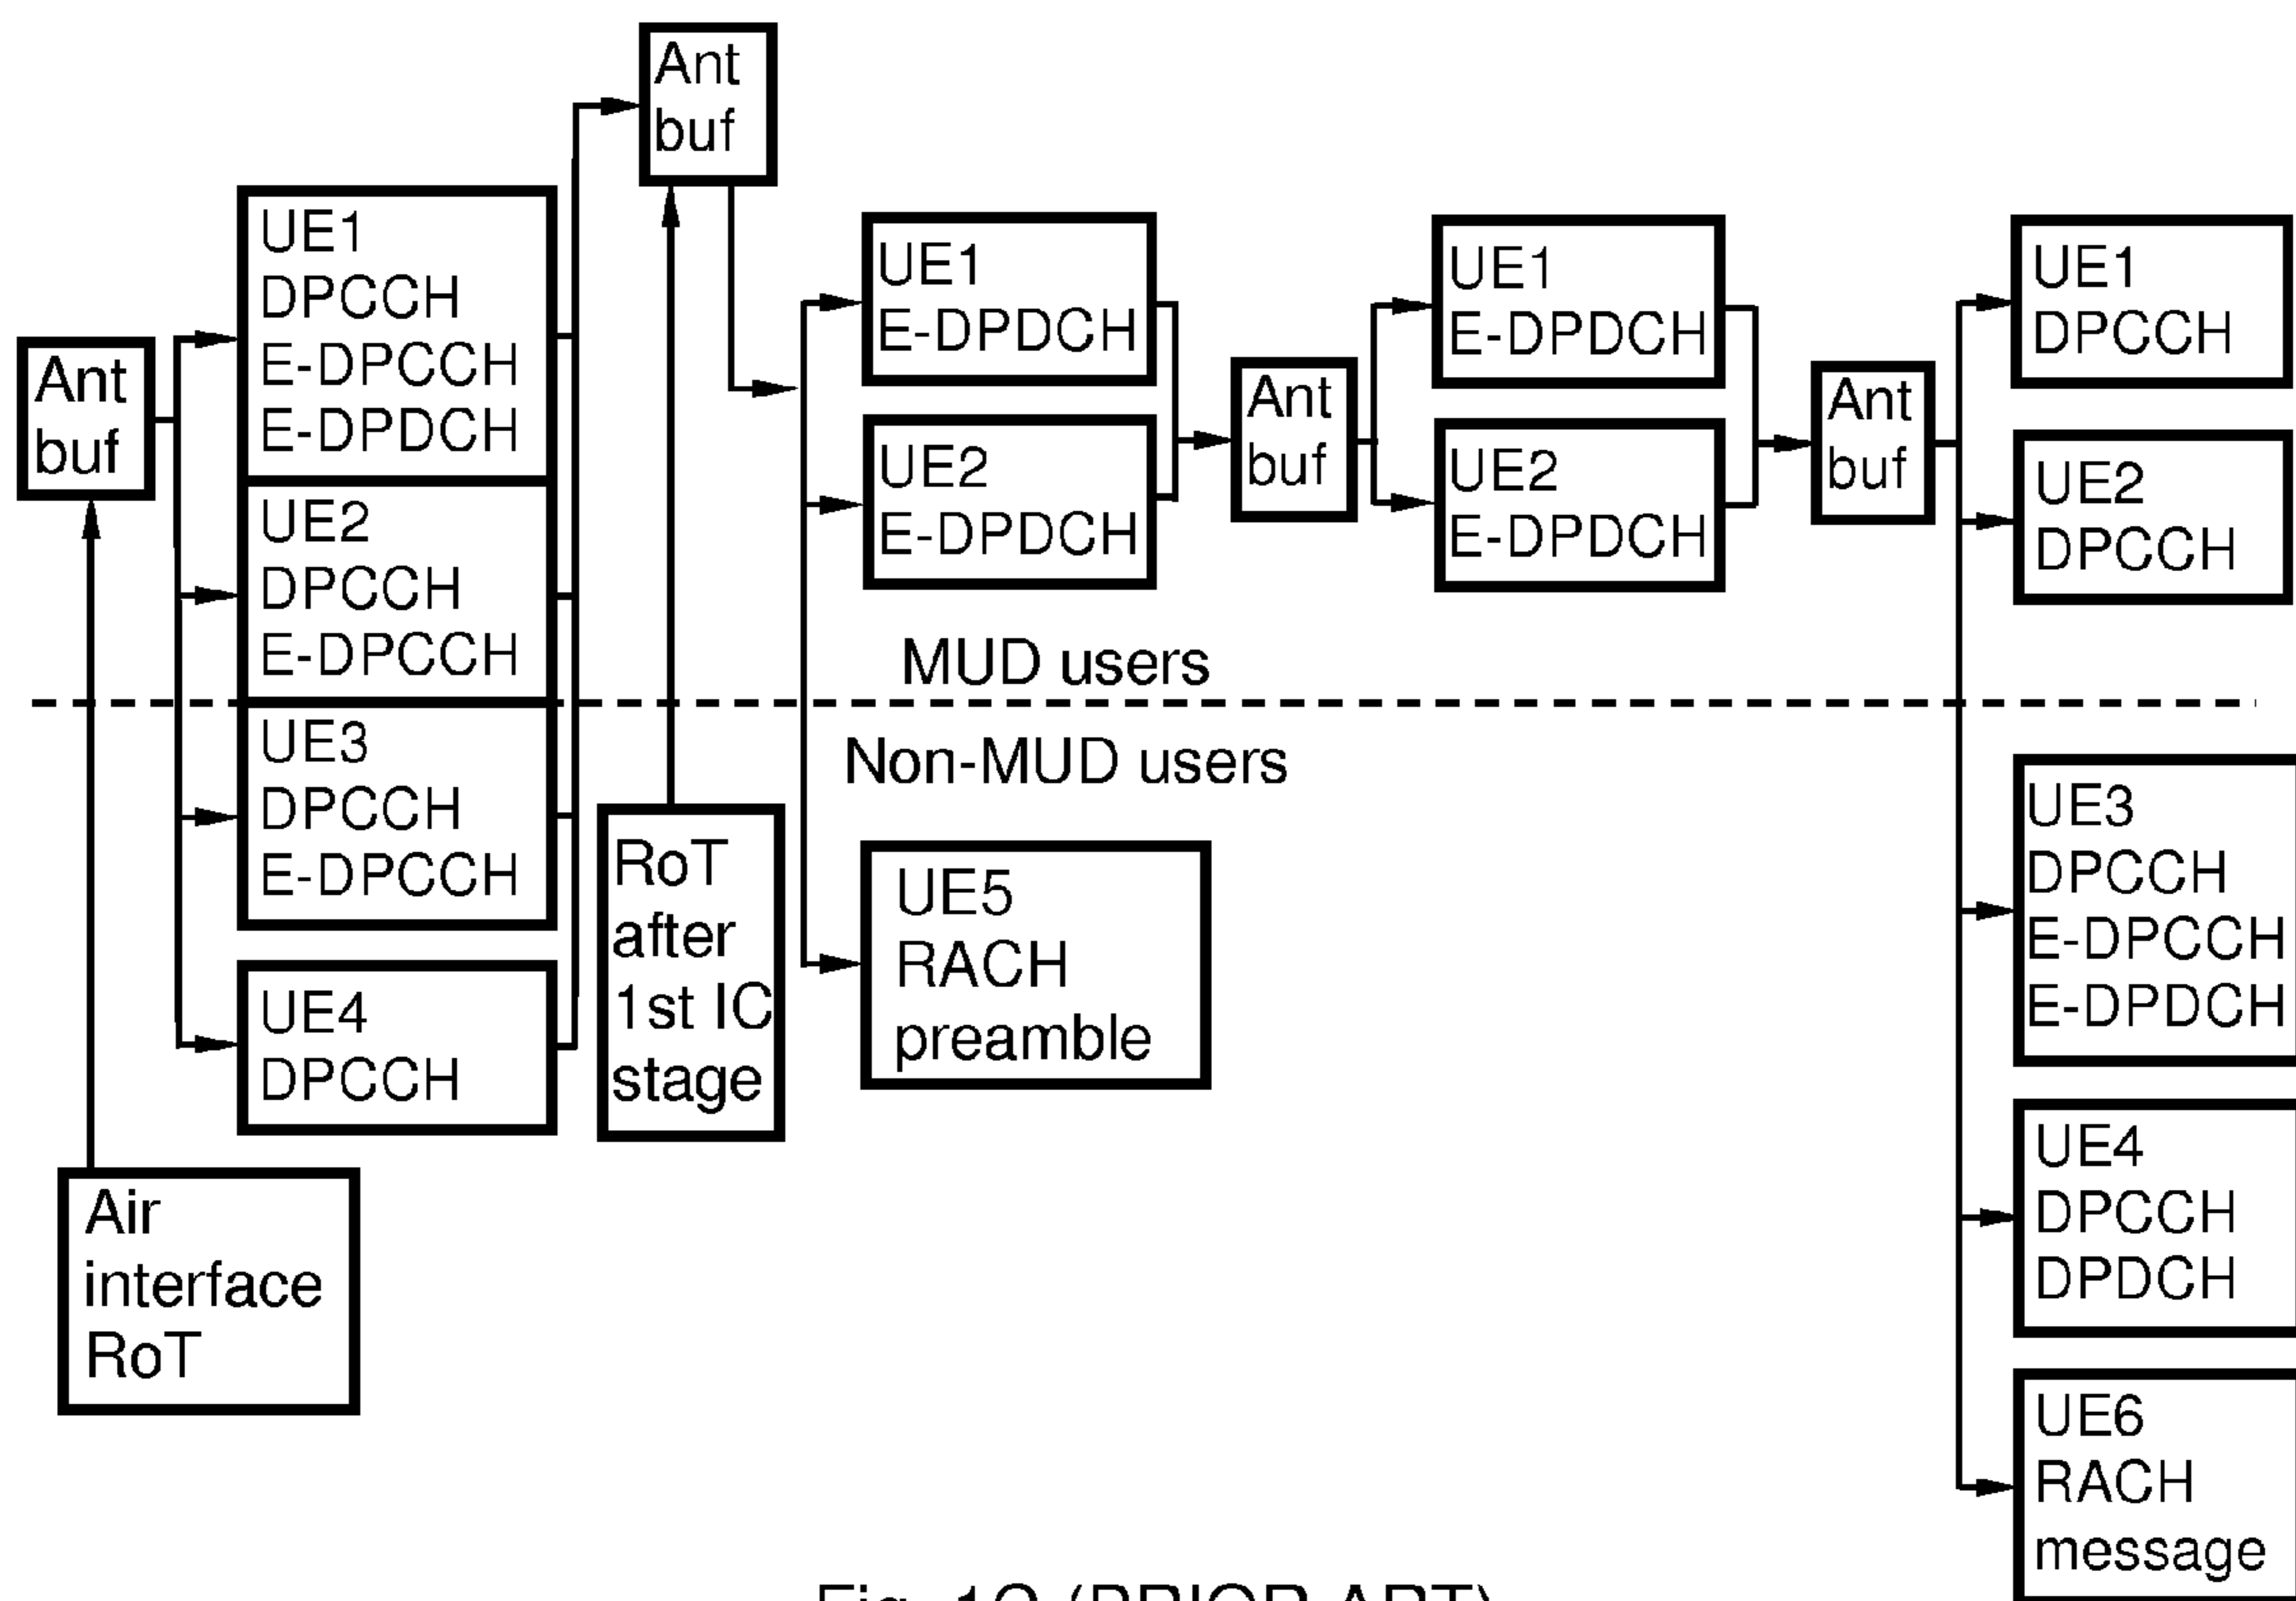 Ant
buf
UE1
DPCCH
E-DPCCH
E-DPDCH
UE2
DPCCH
E-DPCCH
UE3
DPCCH
E-DPCCH
UE4
DPCCH
Air
interface
RoT
Ant
buf
RoT
after
1st IC
stage
UE1
E-DPDCH
UE2
E-DPDCH
MUD users
Non-MUD users
UE5
RACH
preamble
Ant
buf
UE1
E-DPDCH
UE2
E-DPDCH
Ant
buf
UE1
DPCCH
UE2
DPCCH
UE3
DPCCH
E-DPCCH
E-DPDCH
UE4
DPCCH
DPDCH
UE6
RACH
message
(PRIOR ART)